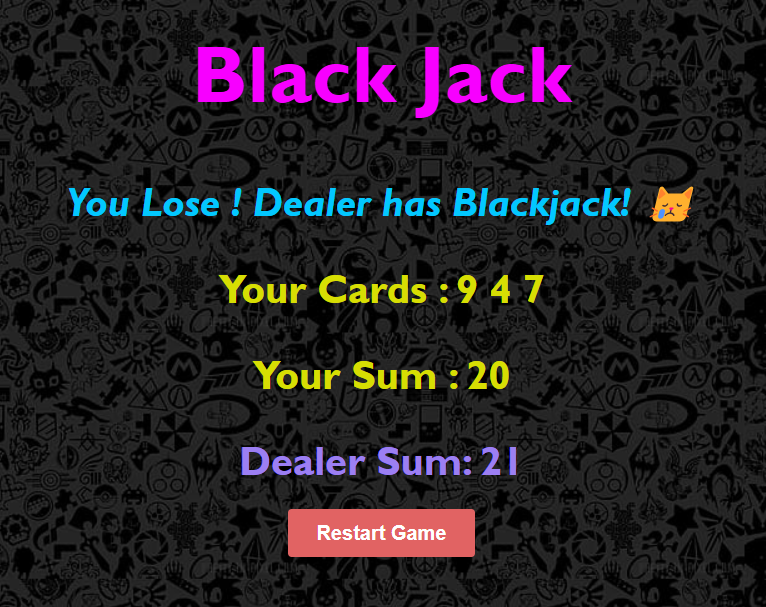 Black Jack
You Lose ! Dealer has Blackjack! 😿
Your Cards : 9 4 7
Your Sum : 20
Dealer Sum: 21
Restart Game